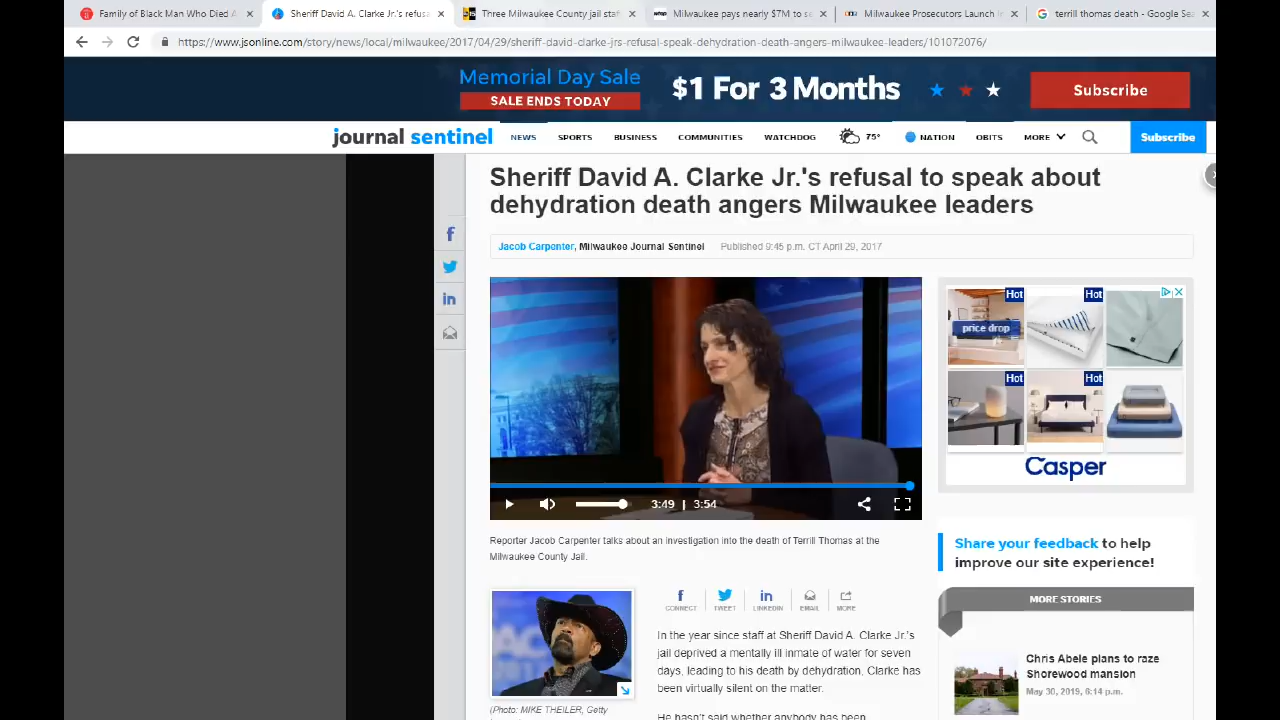 Family of Black Man Who Died A
Sheriff David A. Clarke Jr.'s refus
Three Milwaukee County jail staf
Milwaukee pays nearly $7M to se
Milwaukee Prosecutors Launch in
terrill thomas death - Google Sea
https://www.jsonline.com/story/news/local/milwaukee/2017/04/29/sheriff-david-clarke-jrs-refusal-speak-dehydration-death-angers-milwaukee-leaders/101072076/
Memorial Day Sale
SALE ENDS TODAY
$1 For 3 Months
Subscribe
journal sentinel
NEWS
SPORTS
BUSINESS
COMMUNITIES
WATCHDOG
75°
NATION
OBITS
MORE
Subscribe
Sheriff David A. Clarke Jr.'s refusal to speak about
dehydration death angers Milwaukee leaders
Jacob Carpenter, Milwaukee Journal Sentinel Published 9:45 p.m. CT April 29, 2017
3:49 | 3:54
Reporter Jacob Carpenter talks about an investigation into the death of Terrill Thomas at the
Milwaukee County Jail.
Hot
Hot
price drop
Hot
Hot
Casper
Share your feedback to help
improve our site experience!
MORE STORIES
Chris Abele plans to raze
Shorewood mansion
May 30, 2019, 6:14 p.m.
CONNECT
TWEET
LINKEDIN
EMAIL
MORE
In the year since staff at Sheriff David A. Clarke Jr.'s
jail deprived a mentally ill inmate of water for seven
days, leading to his death by dehydration, Clarke has
been virtually silent on the matter.
He hasn't said whether anybody has been
(Photo: MIKE THEILER, Getty